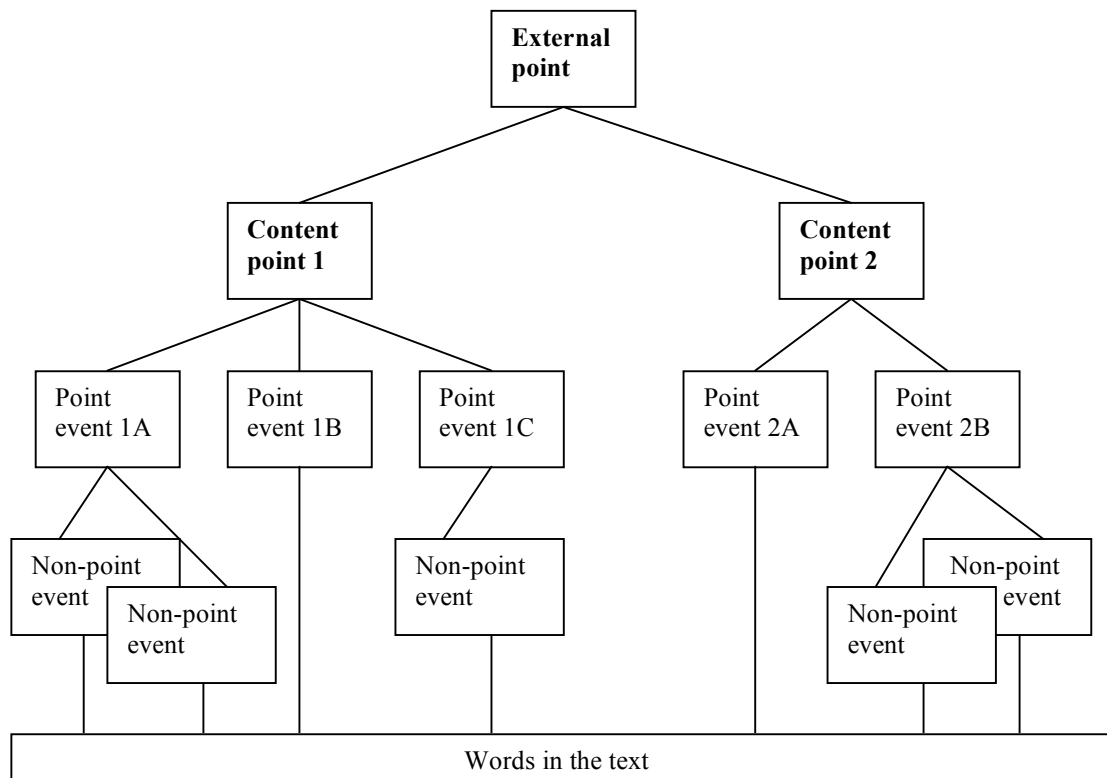 External
point
Content
point 1
Content
point 2
Point
event 1A
Point
event 1B
Point
event 1C
Point
event 2A
Point
event 2B
Non-point
event
Non-point
event
Non-point
event
Non-point
event
Non-point
event
Words in the text